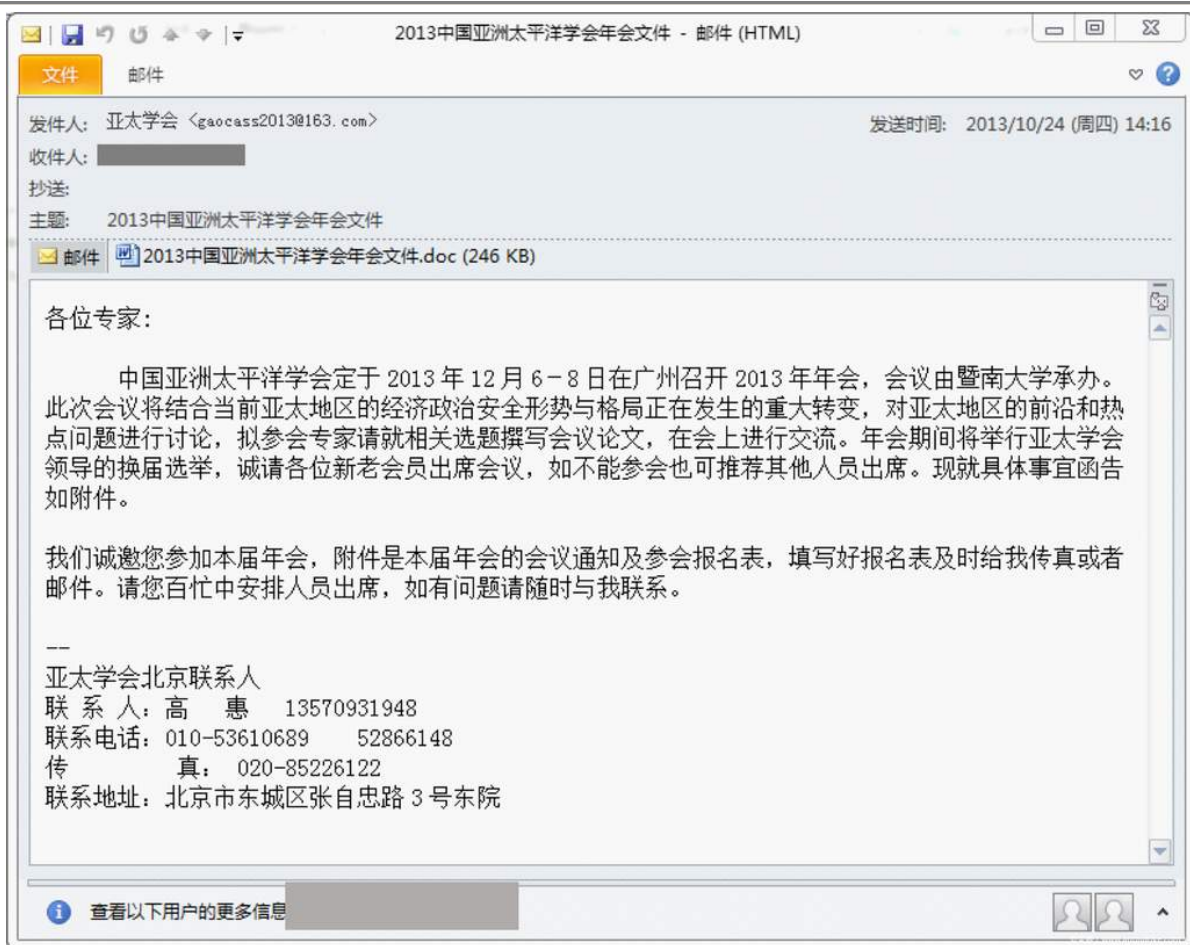 2013中国亚洲太平洋学会年会文件 - 邮件 (HTML)
文件 邮件
发件人: 亚太学会 <gaocass2013@163.com> 发送时间: 2013/10/24 (周四) 14:16
收件人:
抄送:
主题: 2013中国亚洲太平洋学会年会文件
邮件 2013中国亚洲太平洋学会年会文件.doc (246 KB)
各位专家：
中国亚洲太平洋学会定于 2013 年 12 月 6－8 日在广州召开 2013 年年会，会议由暨南大学承办。
此次会议将结合当前亚太地区的经济政治安全形势与格局正在发生的重大转变，对亚太地区的前沿和热
点问题进行讨论，拟参会专家请就相关选题撰写会议论文，在会上进行交流。年会期间将举行亚太学会
领导的换届选举，诚请各位新老会员出席会议，如不能参会也可推荐其他人员出席。现就具体事宜函告
如附件。
我们诚邀您参加本届年会，附件是本届年会的会议通知及参会报名表，填写好报名表及时给我传真或者
邮件。请您百忙中安排人员出席，如有问题请随时与我联系。
--
亚太学会北京联系人
联 系 人：高 惠 13570931948
联系电话：010-53610689 52866148
传 真： 020-85226122
联系地址：北京市东城区张自忠路 3 号东院
查看以下用户的更多信息